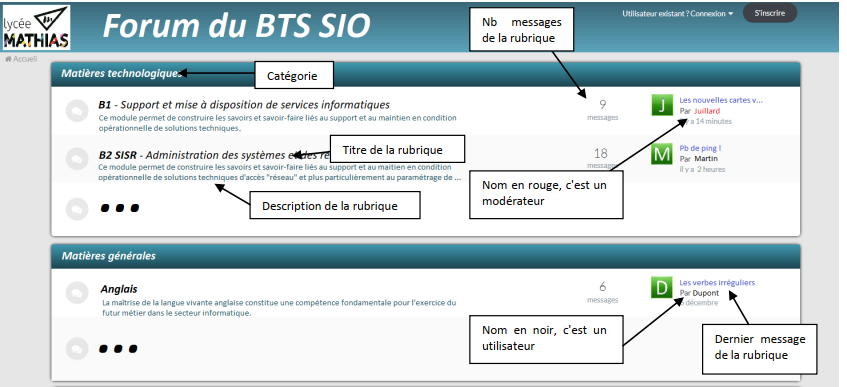 lycée
MATHIAS
Forum du BTS SIO
Utilisateur existant ? Connexion
S'inscrire
Accueil
Nb messages
de la rubrique
Matières technologiques
Catégorie
B1 - Support et mise à disposition de services informatiques
Ce module permet de construire les savoirs et savoir-faire liés au support et au maintien en condition
opérationnelle de solutions techniques,
9
messages
J
Les nouvelles cartes v...
Par Juillard
y a 14 minutes
B2 SISR - Administration des systèmes et des
Titre de la rubrique
Ce module permet de construire les savoirs et savoir-faire liés au support et au maitien en condition
opérationnelle de solutions techniques d'accès "réseau" et plus particulièrement au paramétrage de ...
18
messages
M
Pb de ping !
Par Martin
il y a 2 heures
Nom en rouge, c'est un
modérateur
Description de la rubrique
Matières générales
Anglais
La maîtrise de la langue vivante anglaise constitue une compétence fondamentale pour l'exercice du
futur métier dans le secteur informatique.
6
messages
D
Les verbes irréguliers
Par Dupont
décembre
Nom en noir, c'est un
utilisateur
Dernier message
de la rubrique